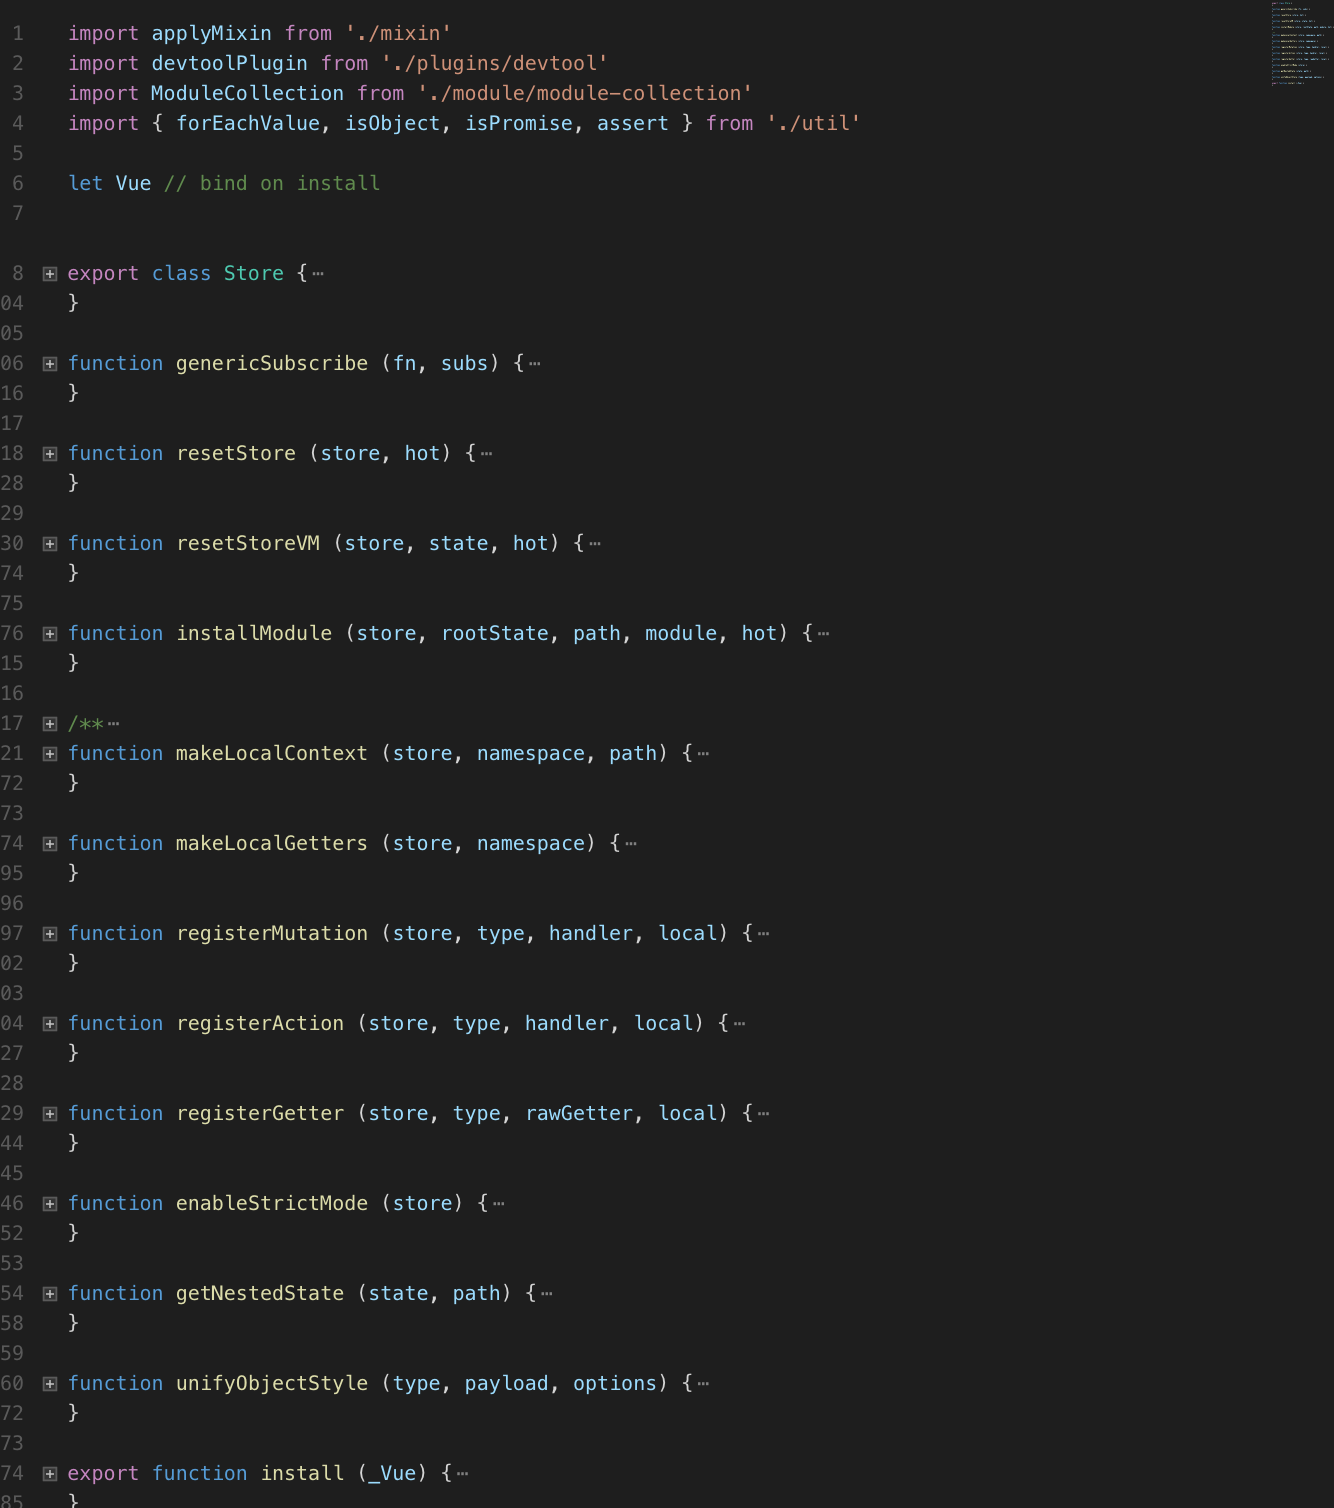 1 import applyMixin from './mixin'
2 import devtoolPlugin from './plugins/devtool'
3 import ModuleCollection from './module/module-collection'
4 import { forEachValue, isObject, isPromise, assert } from './util'
5
6 let Vue // bind on install
7
8 export class Store {⋯
04 }
05
06 function genericSubscribe (fn, subs) {⋯
16 }
17
18 function resetStore (store, hot) {⋯
28 }
29
30 function resetStoreVM (store, state, hot) {⋯
74 }
75
76 function installModule (store, rootState, path, module, hot) {⋯
15 }
16
17 /**⋯
21 function makeLocalContext (store, namespace, path) {⋯
72 }
73
74 function makeLocalGetters (store, namespace) {⋯
95 }
96
97 function registerMutation (store, type, handler, local) {⋯
02 }
03
04 function registerAction (store, type, handler, local) {⋯
27 }
28
29 function registerGetter (store, type, rawGetter, local) {⋯
44 }
45
46 function enableStrictMode (store) {⋯
52 }
53
54 function getNestedState (state, path) {⋯
58 }
59
60 function unifyObjectStyle (type, payload, options) {⋯
72 }
73
74 export function install (_Vue) {⋯
85 }